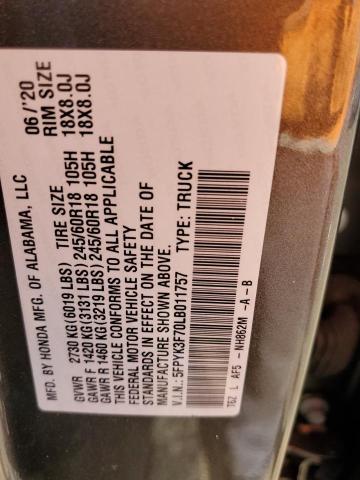 MFD. BY HONDA MFG. OF ALABAMA, LLC 06/'20
TIRE SIZE RIM SIZE
GVWR 2730 KG(6019 LBS)
GAWR F 1420 KG(3131 LBS) 245/60R18 105H 18X8.0J
GAWR R 1460 KG(3219 LBS) 245/60R18 105H 18X8.0J
THIS VEHICLE CONFORMS TO ALL APPLICABLE
FEDERAL MOTOR VEHICLE SAFETY
STANDARDS IN EFFECT ON THE DATE OF
MANUFACTURE SHOWN ABOVE.
V.I.N.: 5FPYK3F70LB011757 TYPE: TRUCK
T6Z L AF5 -NH862M -A -B